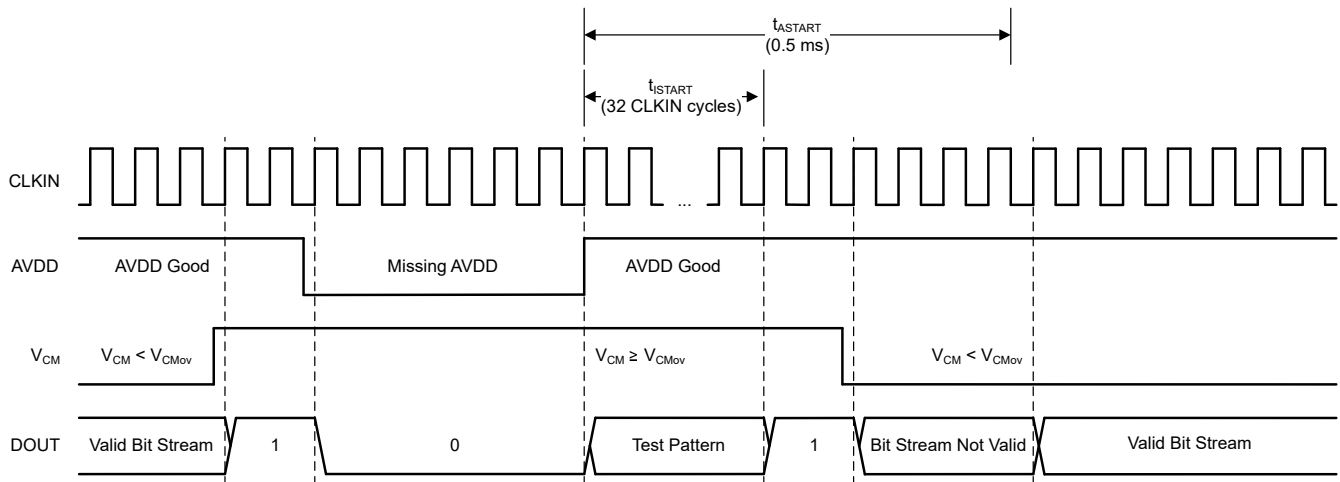 tASTART
(0.5 ms)
tISTART
(32 CLKIN cycles)
CLKIN
...
AVDD
AVDD Good
Missing AVDD
AVDD Good
VCM
VCM < VCMov
VCM ≥ VCMov
VCM < VCMov
DOUT
Valid Bit Stream
1
0
Test Pattern
1
Bit Stream Not Valid
Valid Bit Stream